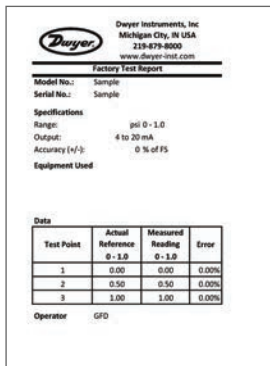 Dwyer
Dwyer Instruments, Inc
Michigan City, IN USA
219-879-8000
www.dwyer-inst.com
Factory Test Report
Model No.: Sample
Serial No.: Sample
Specifications
Range: psi 0 - 1.0
Output: 4 to 20 mA
Accuracy (+/-): 0 % of FS
Equipment Used
Data
Test Point Actual Reference 0 - 1.0 Measured Reading 0 - 1.0 Error
1 0.00 0.00 0.00%
2 0.50 0.50 0.00%
3 1.00 1.00 0.00%
Operator GFD